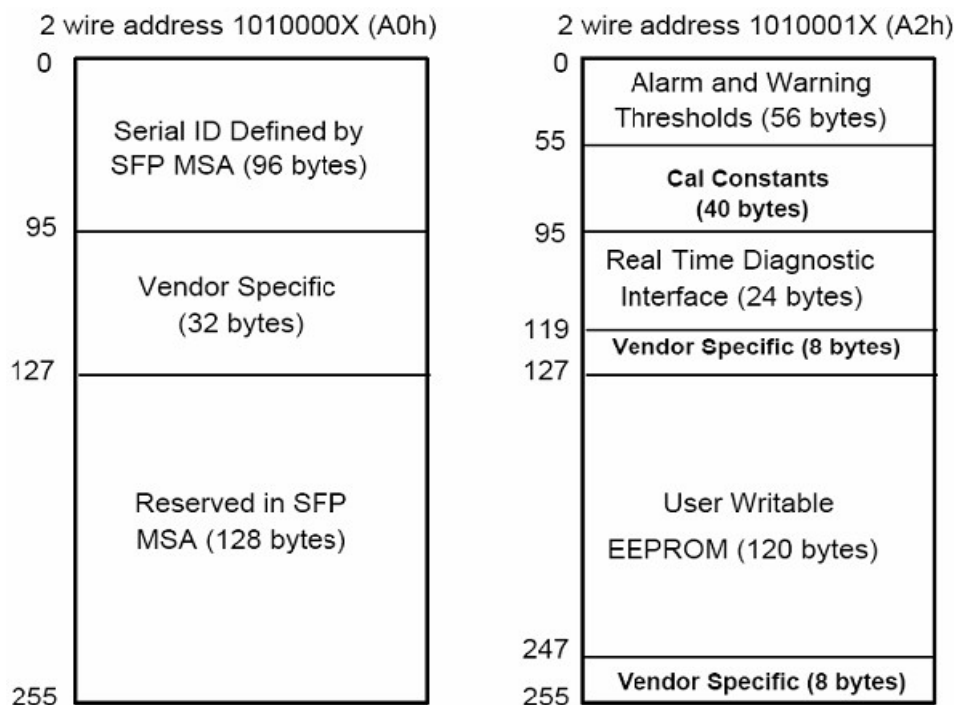 2 wire address 1010000X (A0h)
0
Serial ID Defined by
SFP MSA (96 bytes)
95
Vendor Specific
(32 bytes)
127
Reserved in SFP
MSA (128 bytes)
255
2 wire address 1010001X (A2h)
0
Alarm and Warning
Thresholds (56 bytes)
55
Cal Constants
(40 bytes)
95
Real Time Diagnostic
Interface (24 bytes)
119
Vendor Specific (8 bytes)
127
User Writable
EEPROM (120 bytes)
247
Vendor Specific (8 bytes)
255